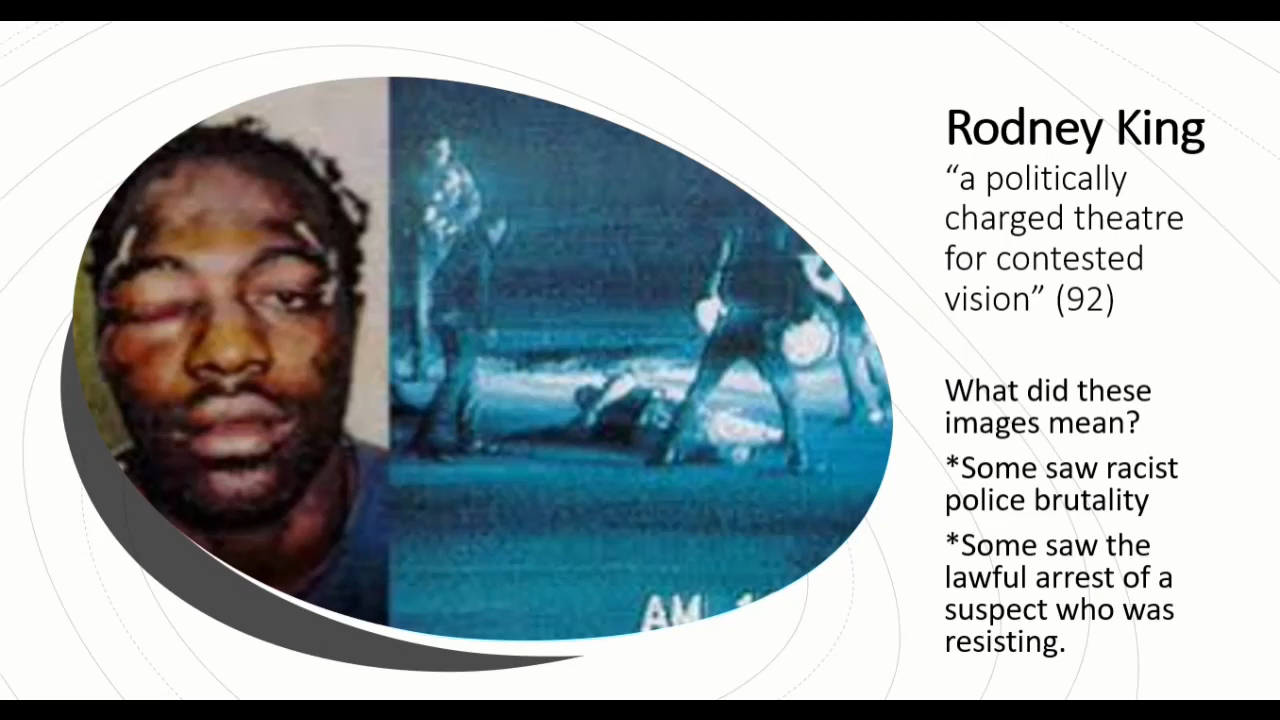 Rodney King
“a politically
charged theatre
for contested
vision” (92)
What did these
images mean?
*Some saw racist
police brutality
*Some saw the
lawful arrest of a
suspect who was
resisting.
AM